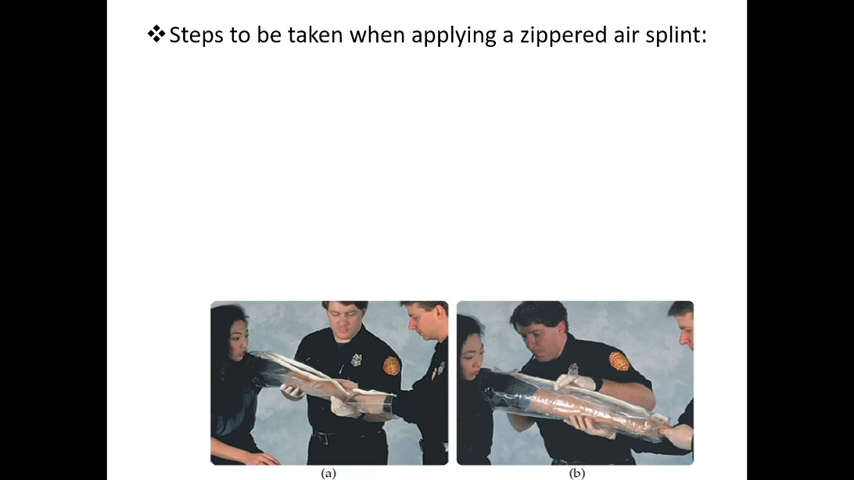 ❖Steps to be taken when applying a zippered air splint:
(a)
(b)